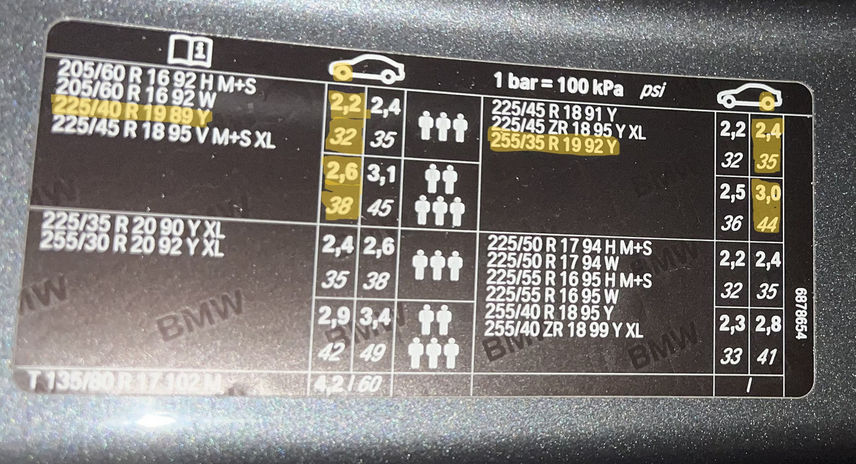 1 bar = 100 kPa psi
205/60 R 16 92 H M+S
205/60 R 16 92 W
225/40 R 19 89 Y
225/45 R 18 95 V M+S XL
2,2 2,4
32 35
2,6 3,1
38 45
225/45 R 18 91 Y
225/45 ZR 18 95 Y XL
255/35 R 19 92 Y
2,2 2,4
32 35
2,5 3,0
36 44
225/35 R 20 90 Y XL
255/30 R 20 92 Y XL
2,4 2,6
35 38
2,9 3,4
42 49
225/50 R 17 94 H M+S
225/50 R 17 94 W
225/55 R 16 95 H M+S
225/55 R 16 95 W
255/40 R 18 95 Y
255/40 ZR 18 99 Y XL
2,2 2,4
32 35
2,3 2,8
33 41
T 135/80 R 17 102 M
4,2 / 60
/
6878654
BMW
BMW
BMW